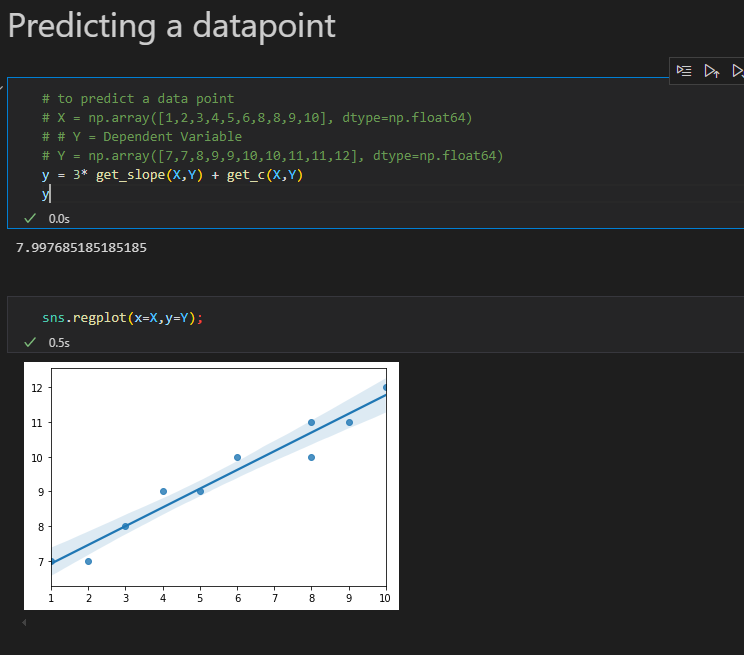 Predicting a datapoint
# to predict a data point
# X = np.array([1,2,3,4,5,6,8,8,9,10], dtype=np.float64)
# # Y = Dependent Variable
# Y = np.array([7,7,8,9,9,10,10,11,11,12], dtype=np.float64)
y = 3* get_slope(X,Y) + get_c(X,Y)
y
0.0s
7.997685185185185
sns.regplot(x=X,y=Y);
0.5s
12
11
10
9
8
7
1 2 3 4 5 6 7 8 9 10